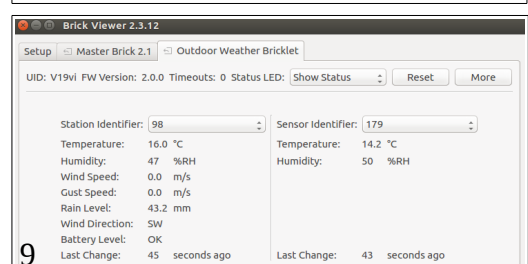 Brick Viewer 2.3.12
Setup Master Brick 2.1 Outdoor Weather Bricklet
UID: V19vi FW Version: 2.0.0 Timeouts: 0 Status LED: Show Status Reset More
Station Identifier: 98 Sensor Identifier: 179
Temperature: 16.0 °C Temperature: 14.2 °C
Humidity: 47 %RH Humidity: 50 %RH
Wind Speed: 0.0 m/s
Gust Speed: 0.0 m/s
Rain Level: 43.2 mm
Wind Direction: SW
Battery Level: OK
9 Last Change: 45 seconds ago Last Change: 43 seconds ago